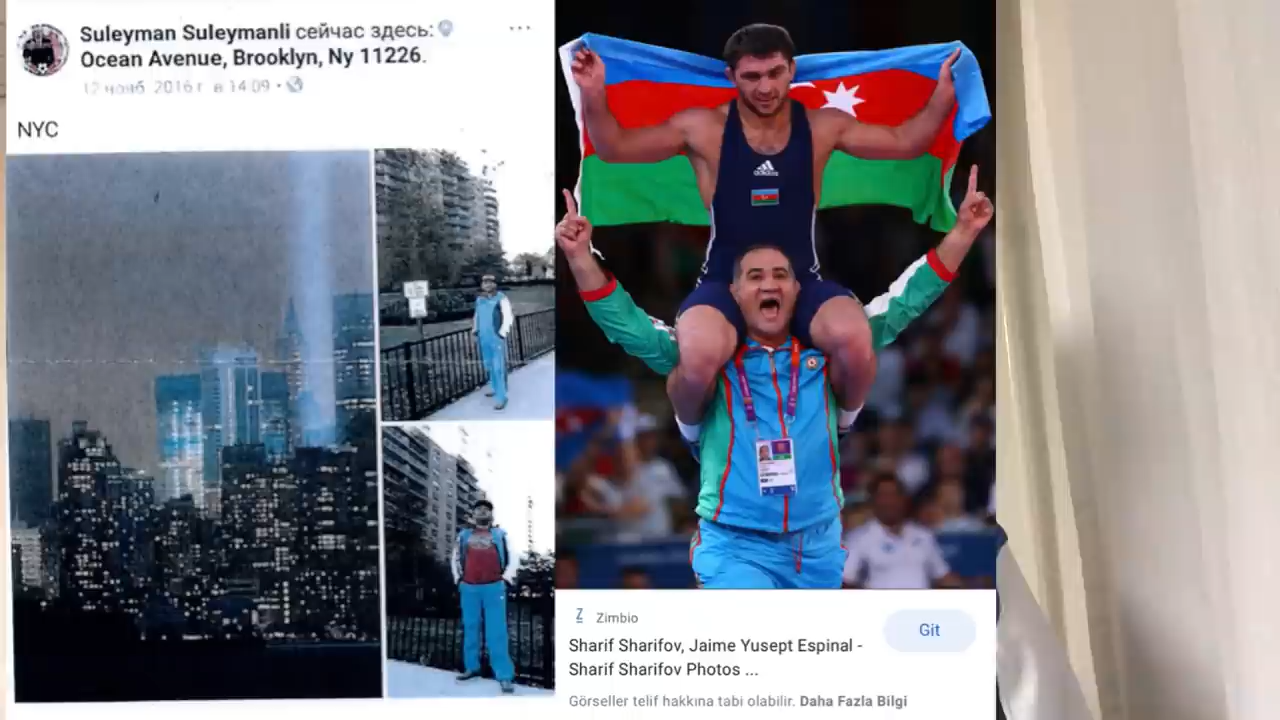 Suleyman Suleymanli сейчас здесь:
Ocean Avenue, Brooklyn, Ny 11226.
12 нояб. 2016 г. в 14:09
NYC
adidas
Zimbio
Sharif Sharifov, Jaime Yusept Espinal -
Sharif Sharifov Photos ...
Git
Görseller telif hakkına tabi olabilir. Daha Fazla Bilgi